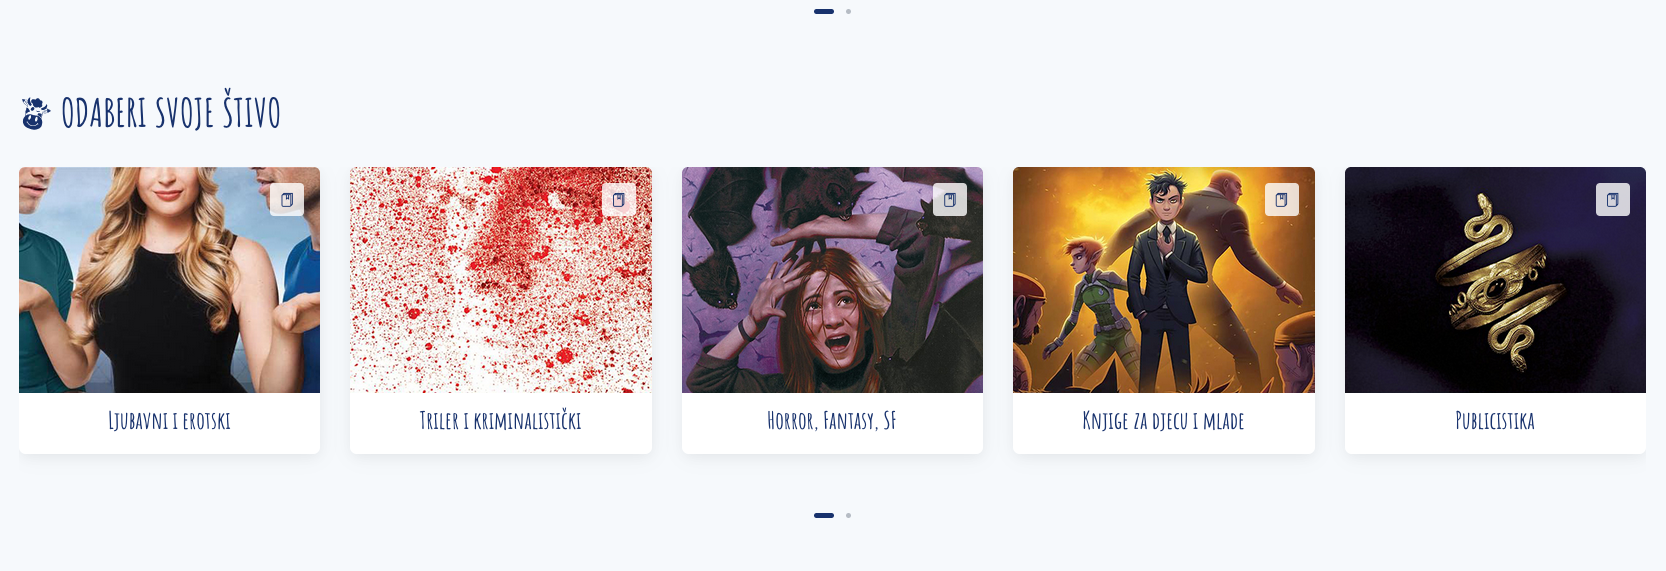 ODABERI SVOJE ŠTIVO
Ljubavni i erotski
Triler i kriminalistički
Horror, Fantasy, SF
Knjige za djecu i mlade
Publicistika